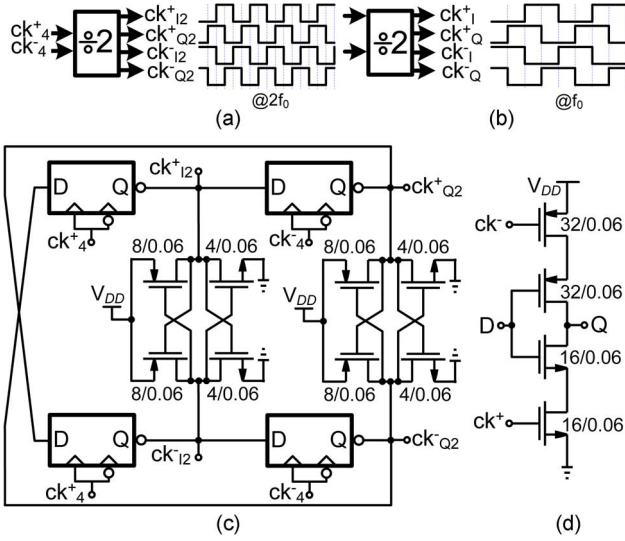 ck+4
ck-4
÷2
ck+I2
ck+Q2
ck-I2
ck-Q2
@2f0
(a)
÷2
ck+I
ck+Q
ck-I
ck-Q
@f0
(b)
D Q
ck+4
ck+I2
D Q
ck-4
ck+Q2
8/0.06 4/0.06
VDD
8/0.06 4/0.06
8/0.06 4/0.06
VDD
8/0.06 4/0.06
D Q
ck+4
ck-I2
D Q
ck-4
ck-Q2
(c)
VDD
ck-
32/0.06
32/0.06
D Q
16/0.06
ck+
16/0.06
(d)